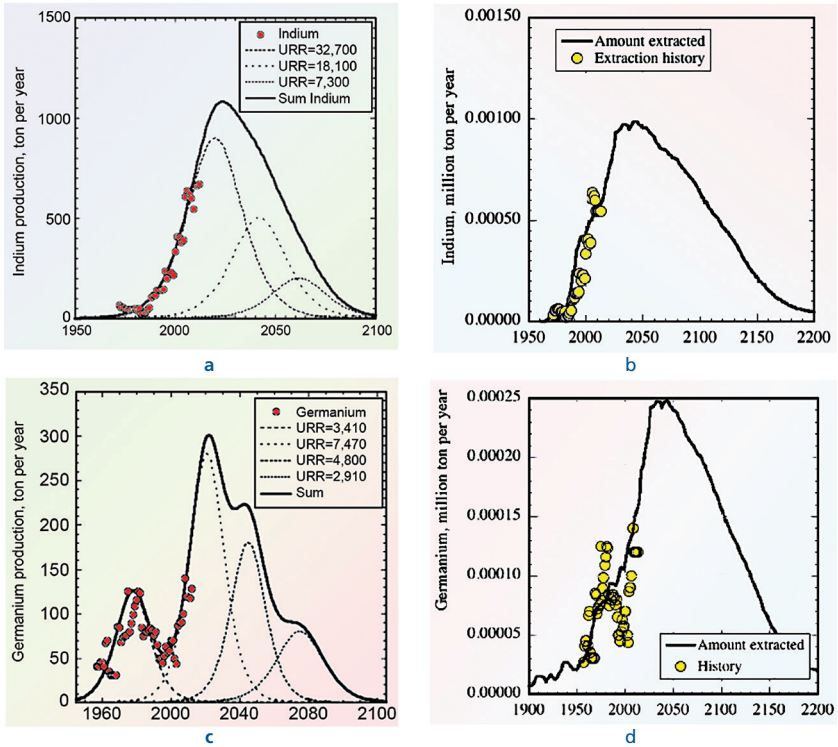 1500
1000
500
0
1950
2000
2050
2100
Indium production, ton per year
Indium
URR=32,700
URR=18,100
URR=7,300
Sum Indium
a
0.00150
0.00100
0.00050
0.00000
1950
2000
2050
2100
2150
2200
Indium, million ton per year
Amount extracted
Extraction history
b
350
300
250
200
150
100
50
0
1960
2000
2040
2080
2100
Germanium production, ton per year
Germanium
URR=3,410
URR=7,470
URR=4,800
URR=2,910
Sum
c
0.00025
0.00020
0.00015
0.00010
0.00005
0.00000
1900
1950
2000
2050
2100
2150
2200
Germanium, million ton per year
Amount extracted
History
d